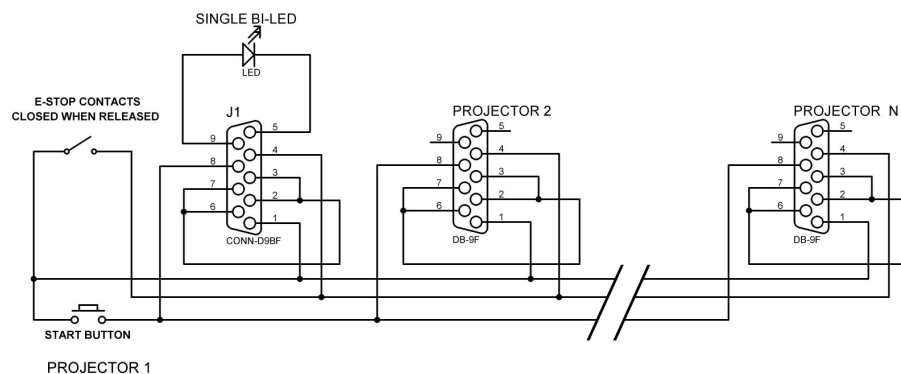 SINGLE BI-LED
LED
E-STOP CONTACTS
CLOSED WHEN RELEASED
J1
5
9
4
8
3
7
2
6
1
CONN-D9BF
PROJECTOR 2
5
9
4
8
3
7
2
6
1
DB-9F
PROJECTOR N
5
9
4
8
3
7
2
6
1
DB-9F
START BUTTON
PROJECTOR 1